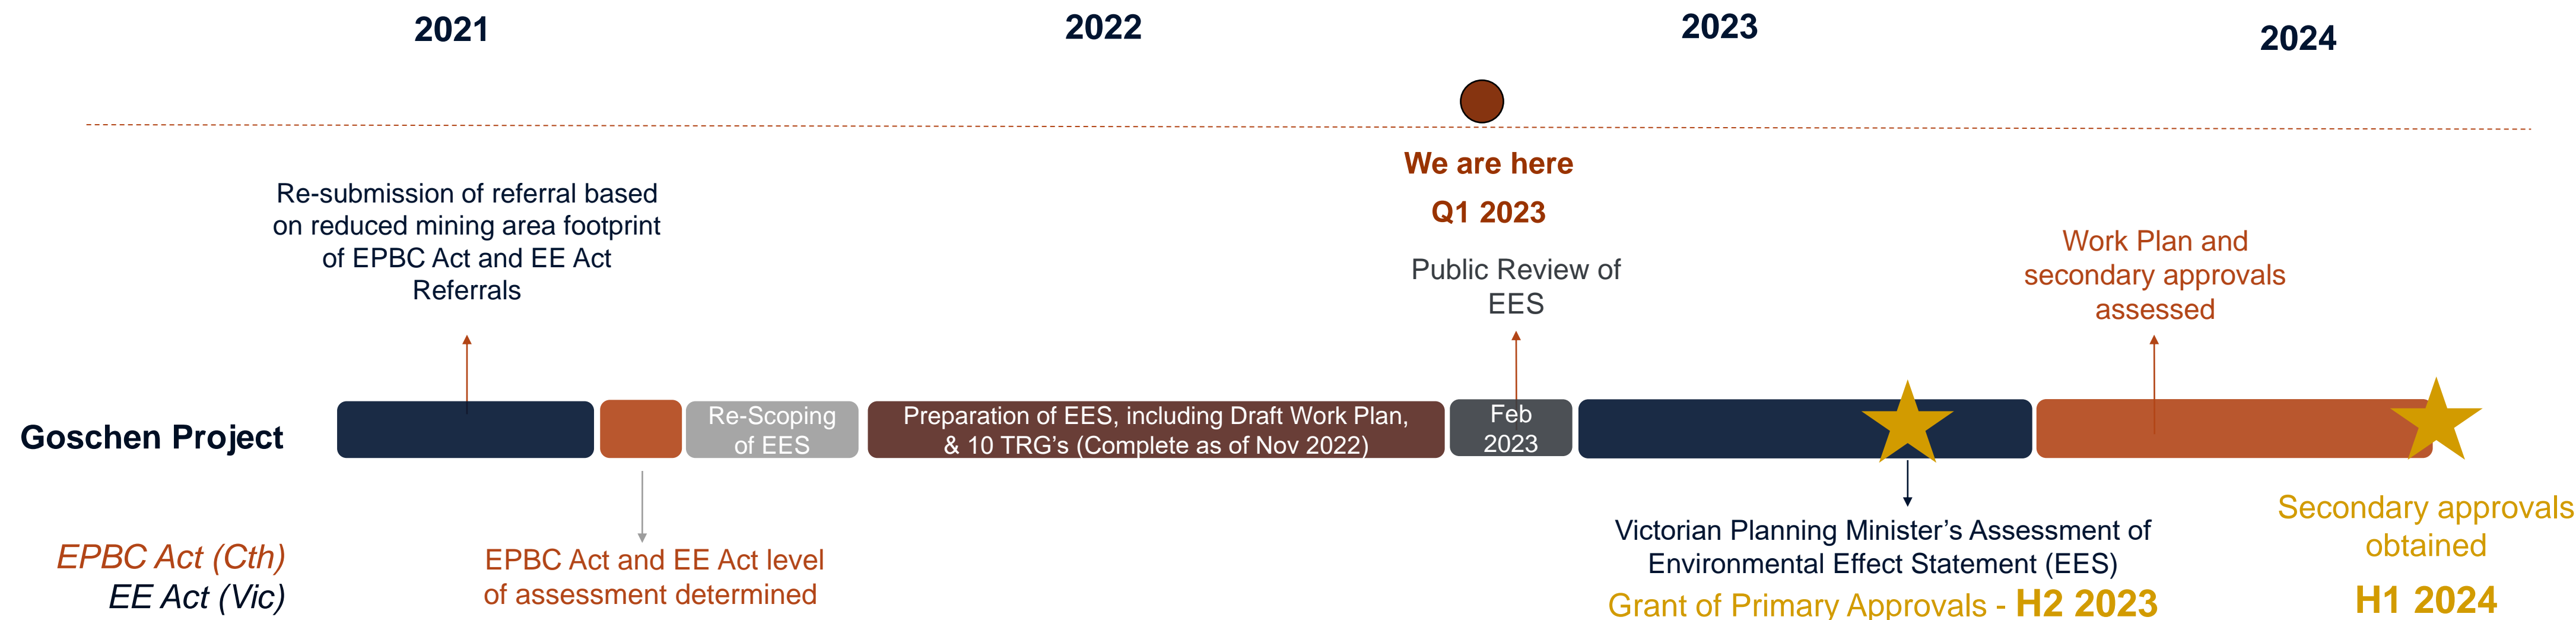 2021
2022
2023
2024
We are here
Q1 2023
Re-submission of referral based
on reduced mining area footprint
of EPBC Act and EE Act
Referrals
Public Review of
EES
Work Plan and
secondary approvals
assessed
Goschen Project
Re-Scoping
of EES
Preparation of EES, including Draft Work Plan,
& 10 TRG's (Complete as of Nov 2022)
Feb
2023
EPBC Act (Cth)
EE Act (Vic)
EPBC Act and EE Act level
of assessment determined
Victorian Planning Minister’s Assessment of
Environmental Effect Statement (EES)
Grant of Primary Approvals - H2 2023
Secondary approvals
obtained
H1 2024